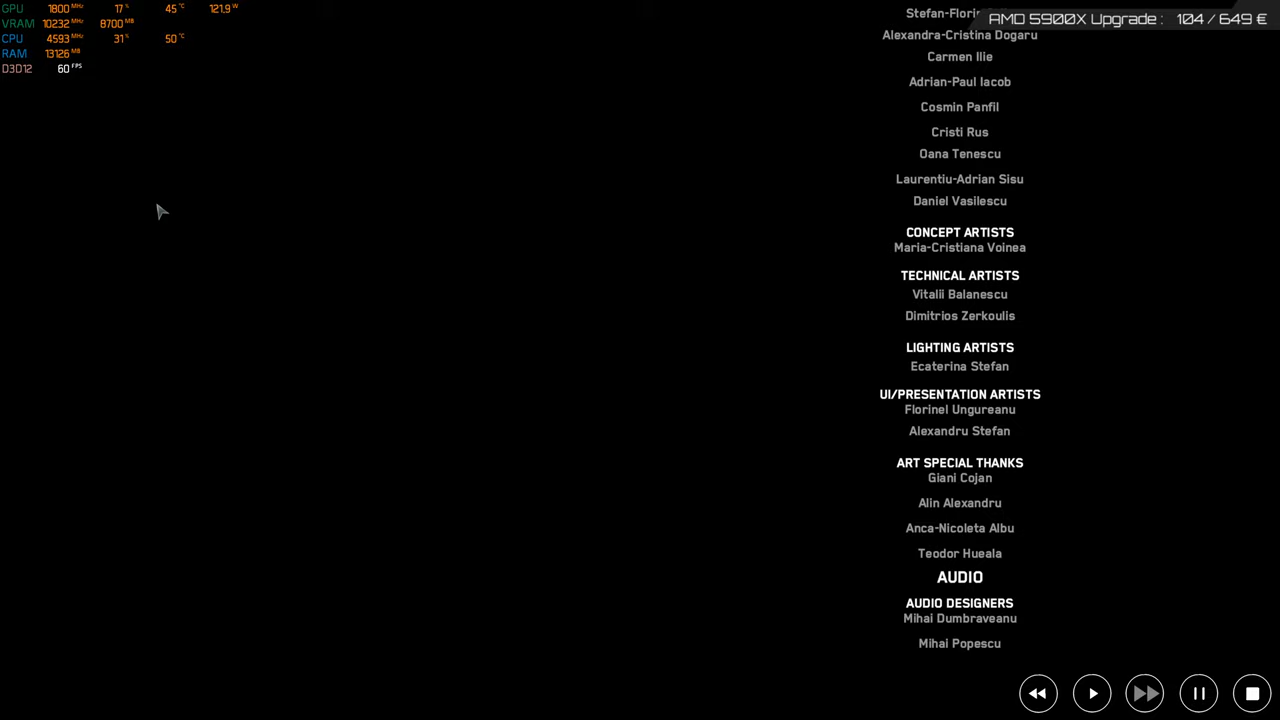 GPU 1800 MHz 17 % 45 °C 121.9 W
VRAM 10232 MHz 8700 MB
CPU 4593 MHz 31 % 50 °C
RAM 13126 MB
D3D12 60 FPS
AMD 5900X Upgrade : 104 / 649 €
Alexandra-Cristina Dogaru
Carmen Ilie
Adrian-Paul Iacob
Cosmin Panfil
Cristi Rus
Oana Tenescu
Laurentiu-Adrian Sisu
Daniel Vasilescu
CONCEPT ARTISTS
Maria-Cristiana Voinea
TECHNICAL ARTISTS
Vitalii Balanescu
Dimitrios Zerkoulis
LIGHTING ARTISTS
Ecaterina Stefan
UI/PRESENTATION ARTISTS
Florinel Ungureanu
Alexandru Stefan
ART SPECIAL THANKS
Giani Cojan
Alin Alexandru
Anca-Nicoleta Albu
Teodor Hueala
AUDIO
AUDIO DESIGNERS
Mihai Dumbraveanu
Mihai Popescu